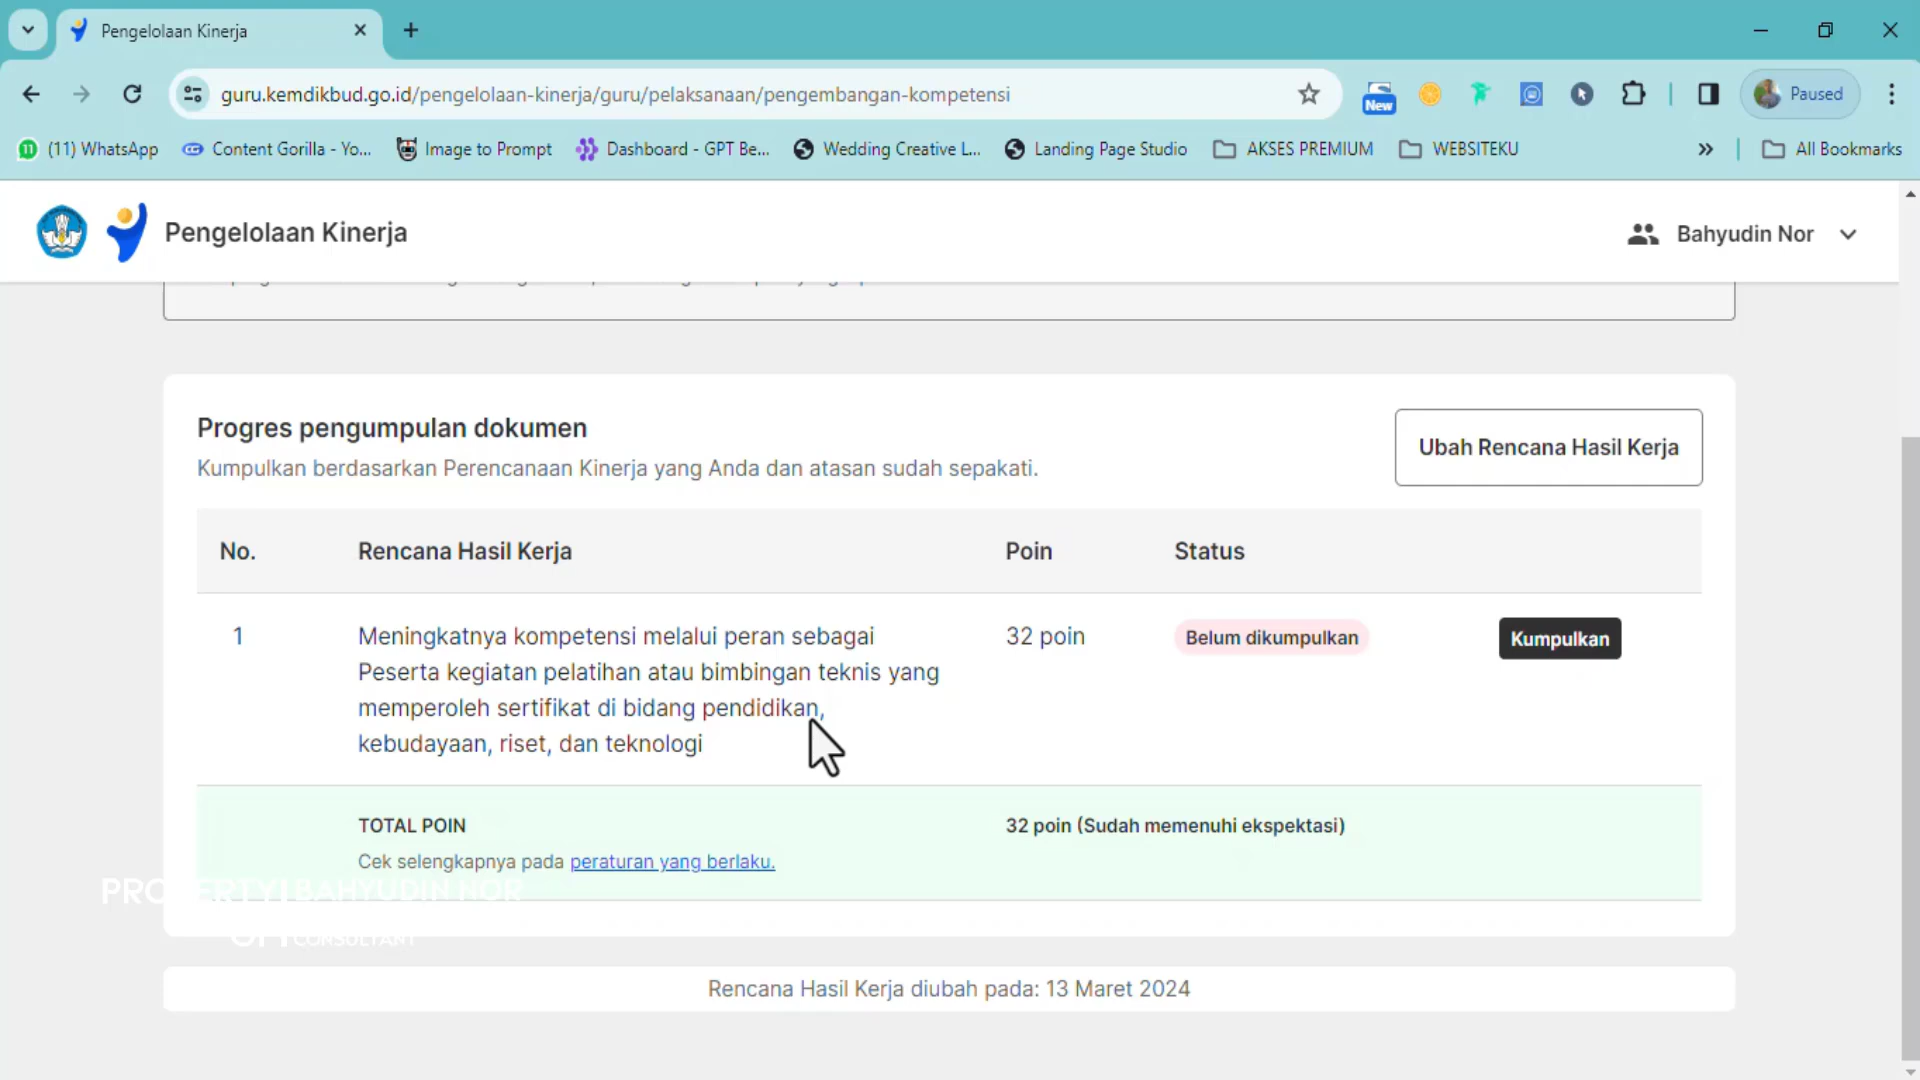 Pengelolaan Kinerja
guru.kemdikbud.go.id/pengelolaan-kinerja/guru/pelaksanaan/pengembangan-kompetensi
New
Paused
11 (11) WhatsApp
Content Gorilla - Yo...
Image to Prompt
Dashboard - GPT Be...
Wedding Creative L...
Landing Page Studio
AKSES PREMIUM
WEBSITEKU
All Bookmarks
Pengelolaan Kinerja
Bahyudin Nor
Progres pengumpulan dokumen
Ubah Rencana Hasil Kerja
Kumpulkan berdasarkan Perencanaan Kinerja yang Anda dan atasan sudah sepakati.
No. Rencana Hasil Kerja Poin Status
1 Meningkatnya kompetensi melalui peran sebagai 32 poin Belum dikumpulkan Kumpulkan
Peserta kegiatan pelatihan atau bimbingan teknis yang
memperoleh sertifikat di bidang pendidikan,
kebudayaan, riset, dan teknologi
TOTAL POIN 32 poin (Sudah memenuhi ekspektasi)
Cek selengkapnya pada peraturan yang berlaku.
PROPERTY | BAHYUDIN NOR
CONSULTANT
Rencana Hasil Kerja diubah pada: 13 Maret 2024